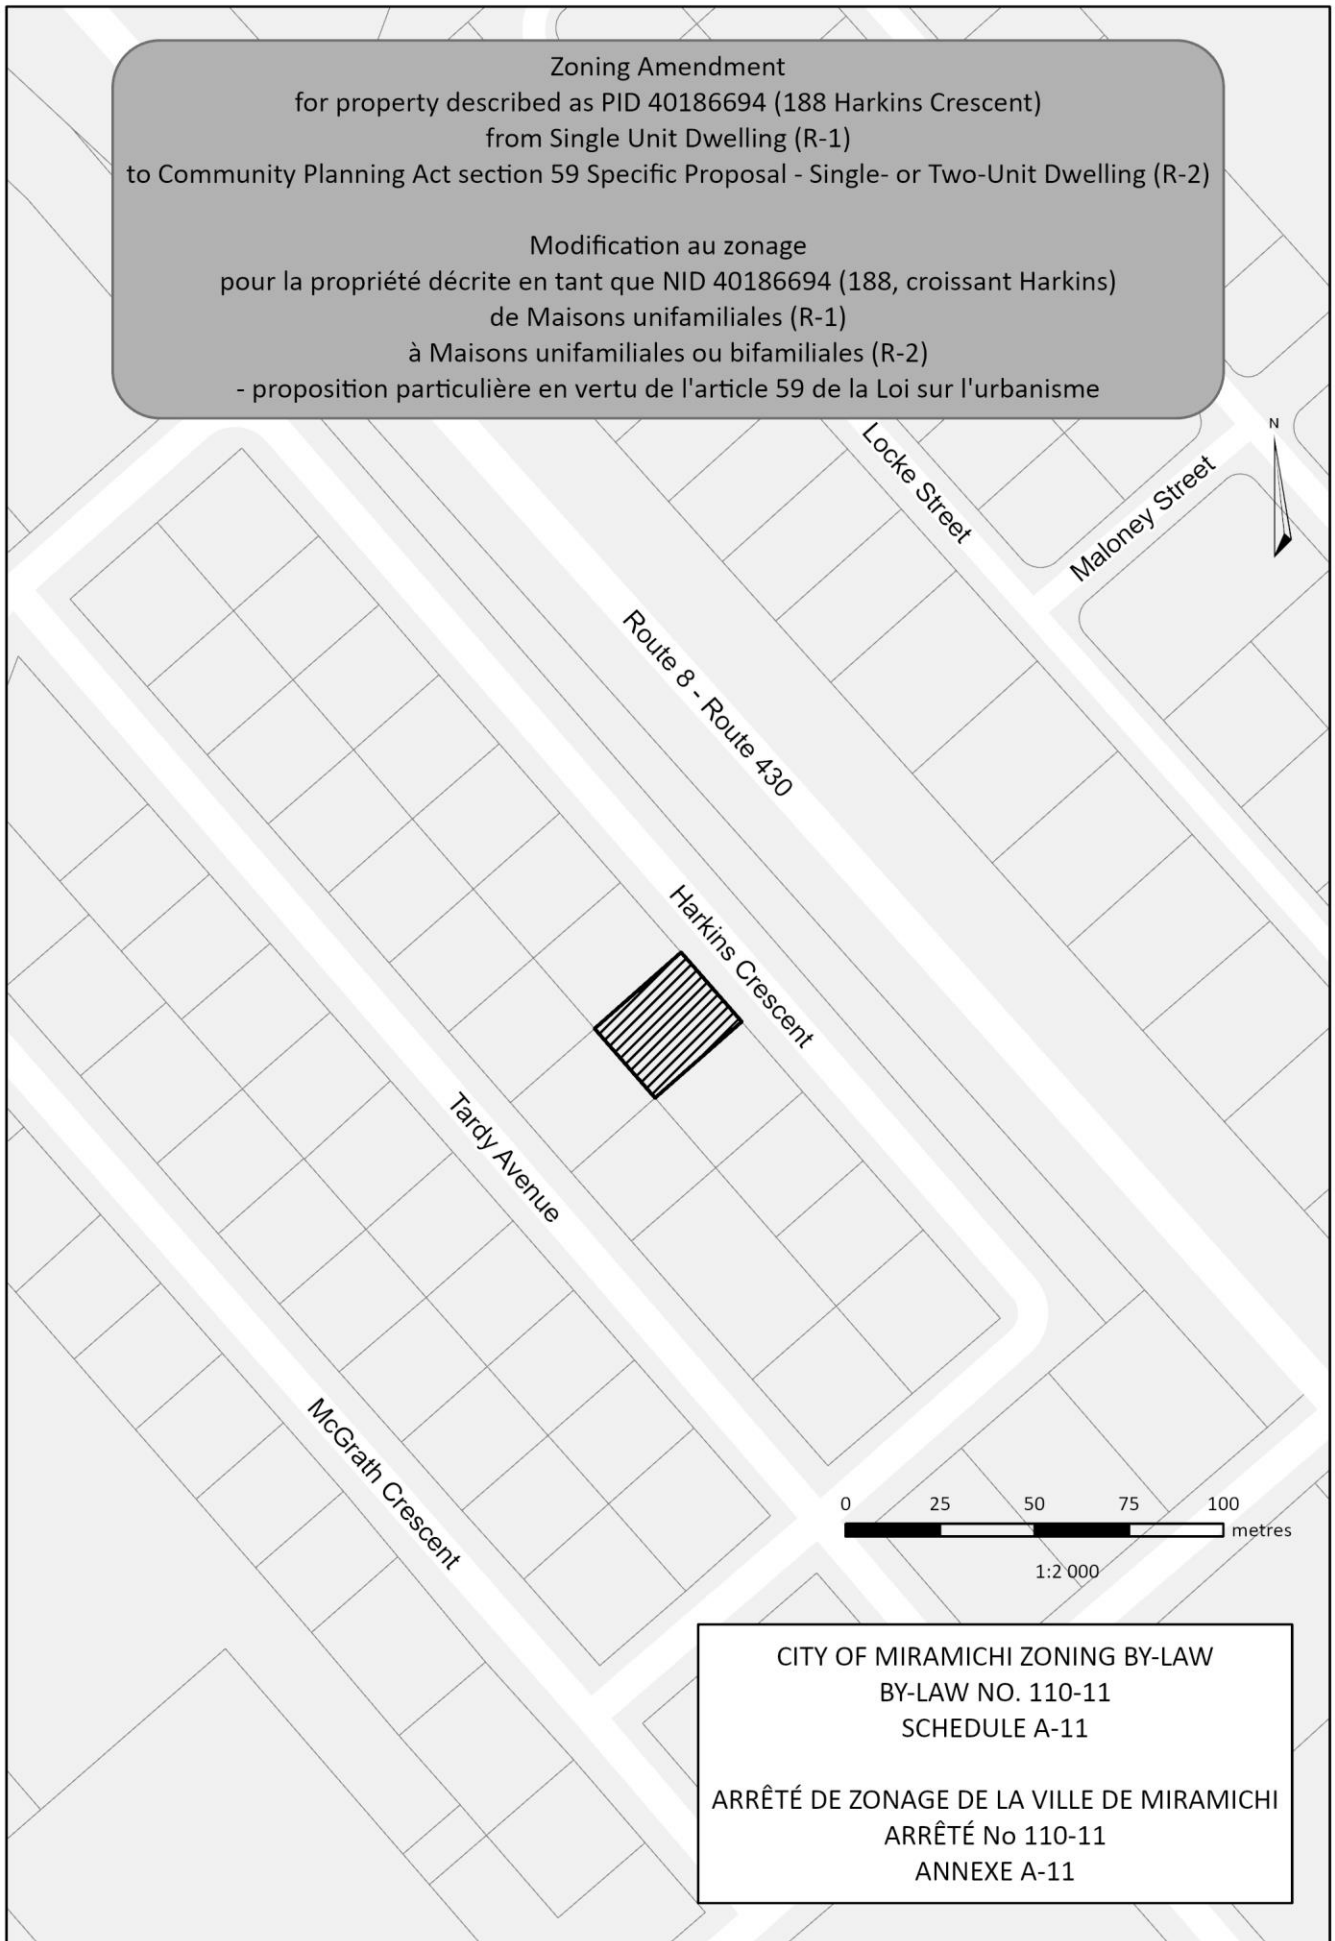 Zoning Amendment
for property described as PID 40186694 (188 Harkins Crescent)
from Single Unit Dwelling (R-1)
to Community Planning Act section 59 Specific Proposal - Single- or Two-Unit Dwelling (R-2)
Modification au zonage
pour la propriété décrite en tant que NID 40186694 (188, croissant Harkins)
de Maisons unifamiliales (R-1)
à Maisons unifamiliales ou bifamiliales (R-2)
- proposition particulière en vertu de l'article 59 de la Loi sur l'urbanisme
N
Locke Street
Maloney Street
Route 8 - Route 430
Harkins Crescent
Tardy Avenue
McGrath Crescent
0 25 50 75 100
metres
1:2 000
CITY OF MIRAMICHI ZONING BY-LAW
BY-LAW NO. 110-11
SCHEDULE A-11
ARRÊTÉ DE ZONAGE DE LA VILLE DE MIRAMICHI
ARRÊTÉ No 110-11
ANNEXE A-11